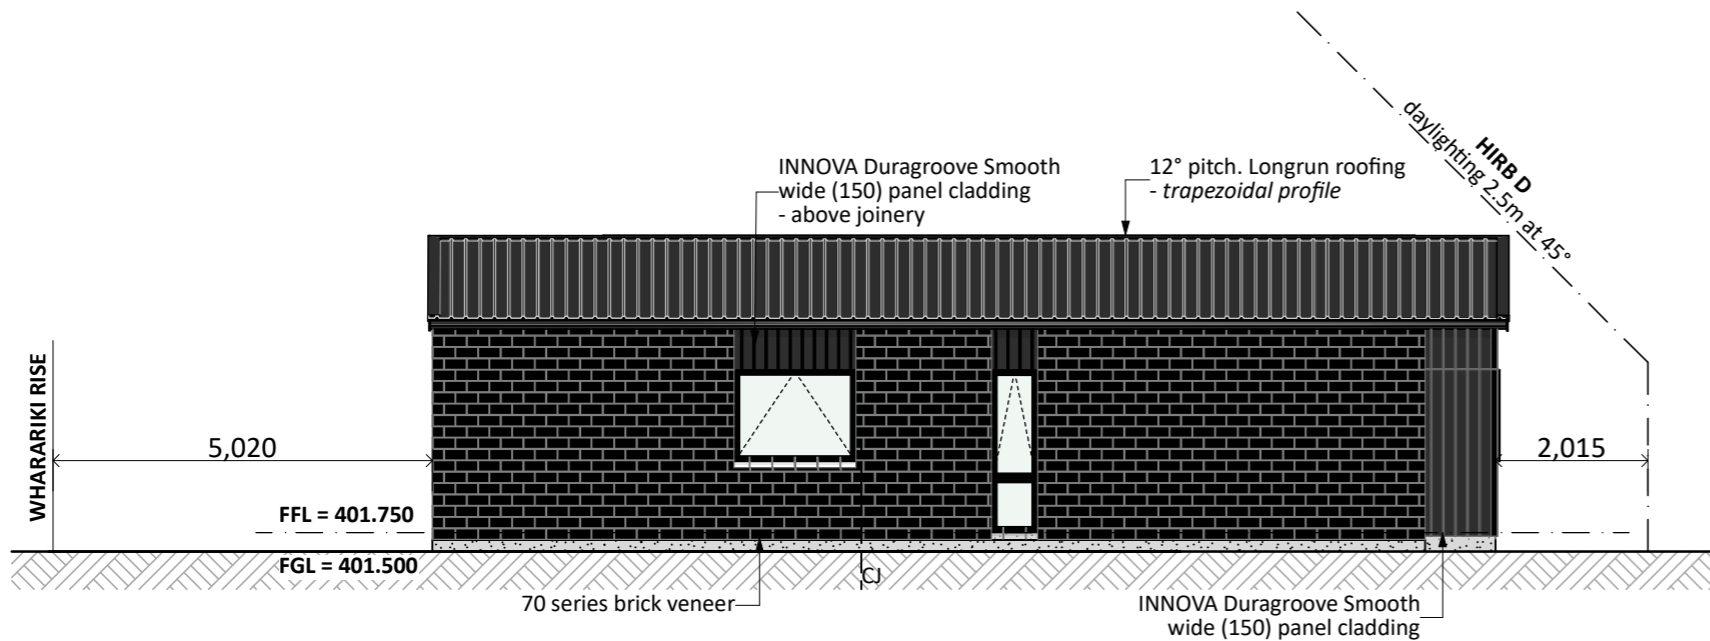 HIRB D
daylighting 2.5m at 45°
INNOVA Duragroove Smooth
wide (150) panel cladding
- above joinery
12° pitch. Longrun roofing
- trapezoidal profile
WHARARIKI RISE
5,020
2,015
FFL = 401.750
FGL = 401.500
CJ
70 series brick veneer
INNOVA Duragroove Smooth
wide (150) panel cladding